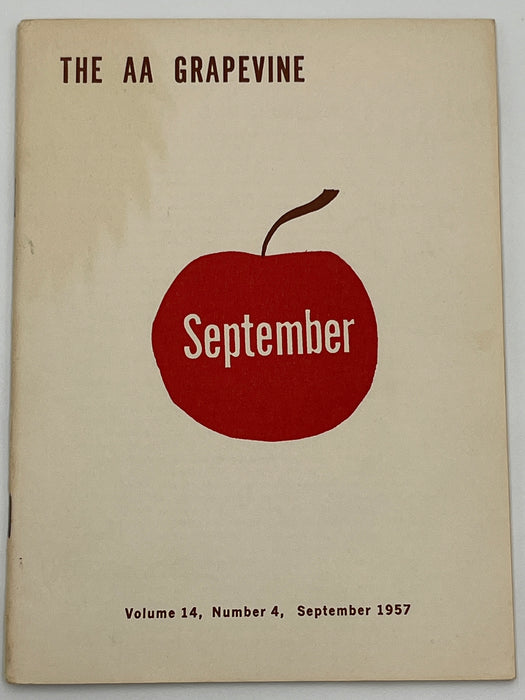 THE AA GRAPEVINE
September
Volume 14, Number 4, September 1957